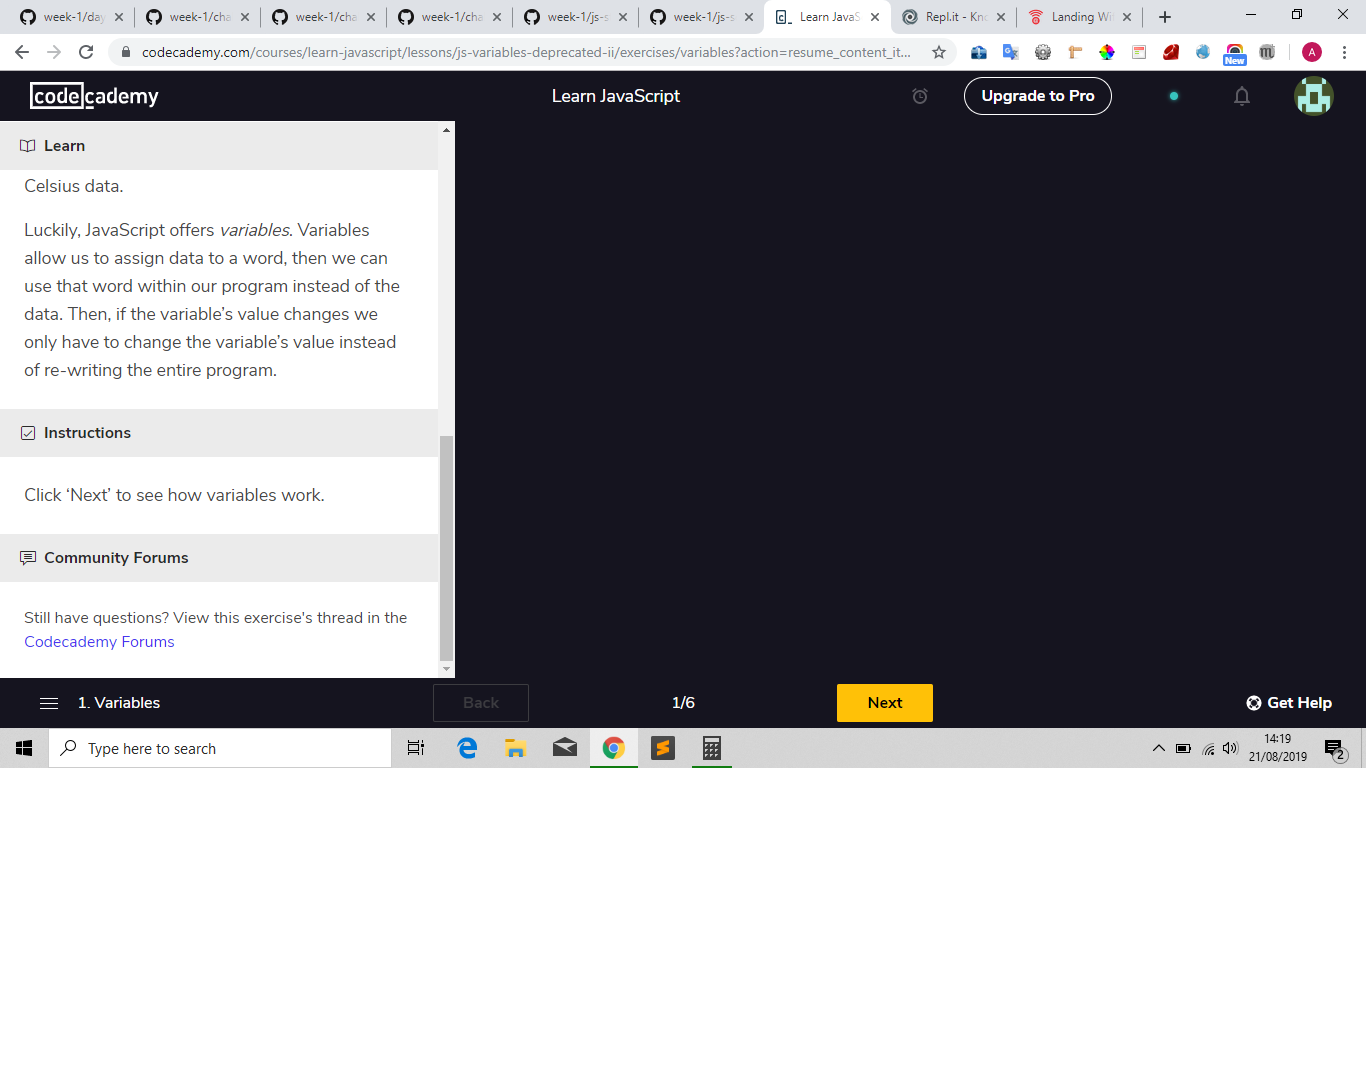 week-1/day
week-1/cha
week-1/cha
week-1/cha
week-1/js-s
week-1/js-s
Learn JavaS
Repl.it - Kno
Landing Wit
codecademy.com/courses/learn-javascript/lessons/js-variables-deprecated-ii/exercises/variables?action=resume_content_it...
New
A
codecademy
Learn JavaScript
Upgrade to Pro
Learn
Celsius data.
Luckily, JavaScript offers variables. Variables
allow us to assign data to a word, then we can
use that word within our program instead of the
data. Then, if the variable’s value changes we
only have to change the variable’s value instead
of re-writing the entire program.
Instructions
Click ‘Next’ to see how variables work.
Community Forums
Still have questions? View this exercise's thread in the
Codecademy Forums
1. Variables
Back
1/6
Next
Get Help
Type here to search
14:19
21/08/2019
2